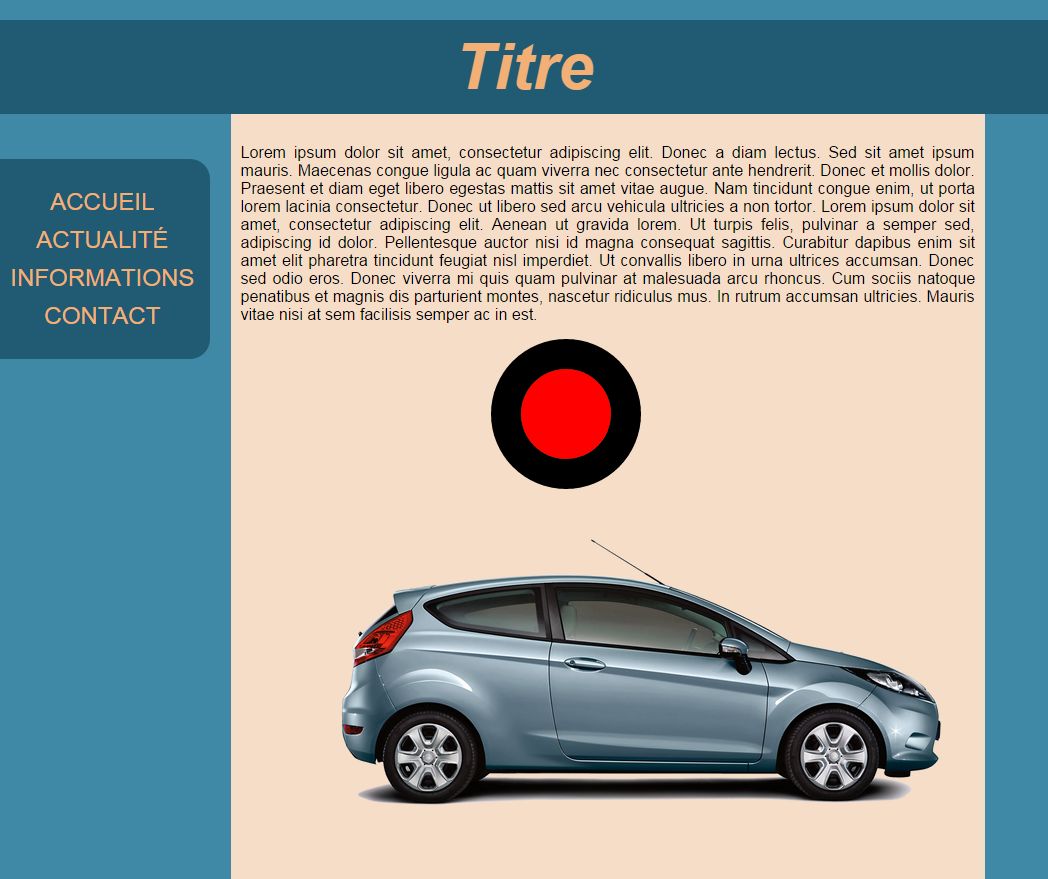 Titre
ACCUEIL
ACTUALITÉ
INFORMATIONS
CONTACT
Lorem ipsum dolor sit amet, consectetur adipiscing elit. Donec a diam lectus. Sed sit amet ipsum
mauris. Maecenas congue ligula ac quam viverra nec consectetur ante hendrerit. Donec et mollis dolor.
Praesent et diam eget libero egestas mattis sit amet vitae augue. Nam tincidunt congue enim, ut porta
lorem lacinia consectetur. Donec ut libero sed arcu vehicula ultricies a non tortor. Lorem ipsum dolor sit
amet, consectetur adipiscing elit. Aenean ut gravida lorem. Ut turpis felis, pulvinar a semper sed,
adipiscing id dolor. Pellentesque auctor nisi id magna consequat sagittis. Curabitur dapibus enim sit
amet elit pharetra tincidunt feugiat nisl imperdiet. Ut convallis libero in urna ultrices accumsan. Donec
sed odio eros. Donec viverra mi quis quam pulvinar at malesuada arcu rhoncus. Cum sociis natoque
penatibus et magnis dis parturient montes, nascetur ridiculus mus. In rutrum accumsan ultricies. Mauris
vitae nisi at sem facilisis semper ac in est.